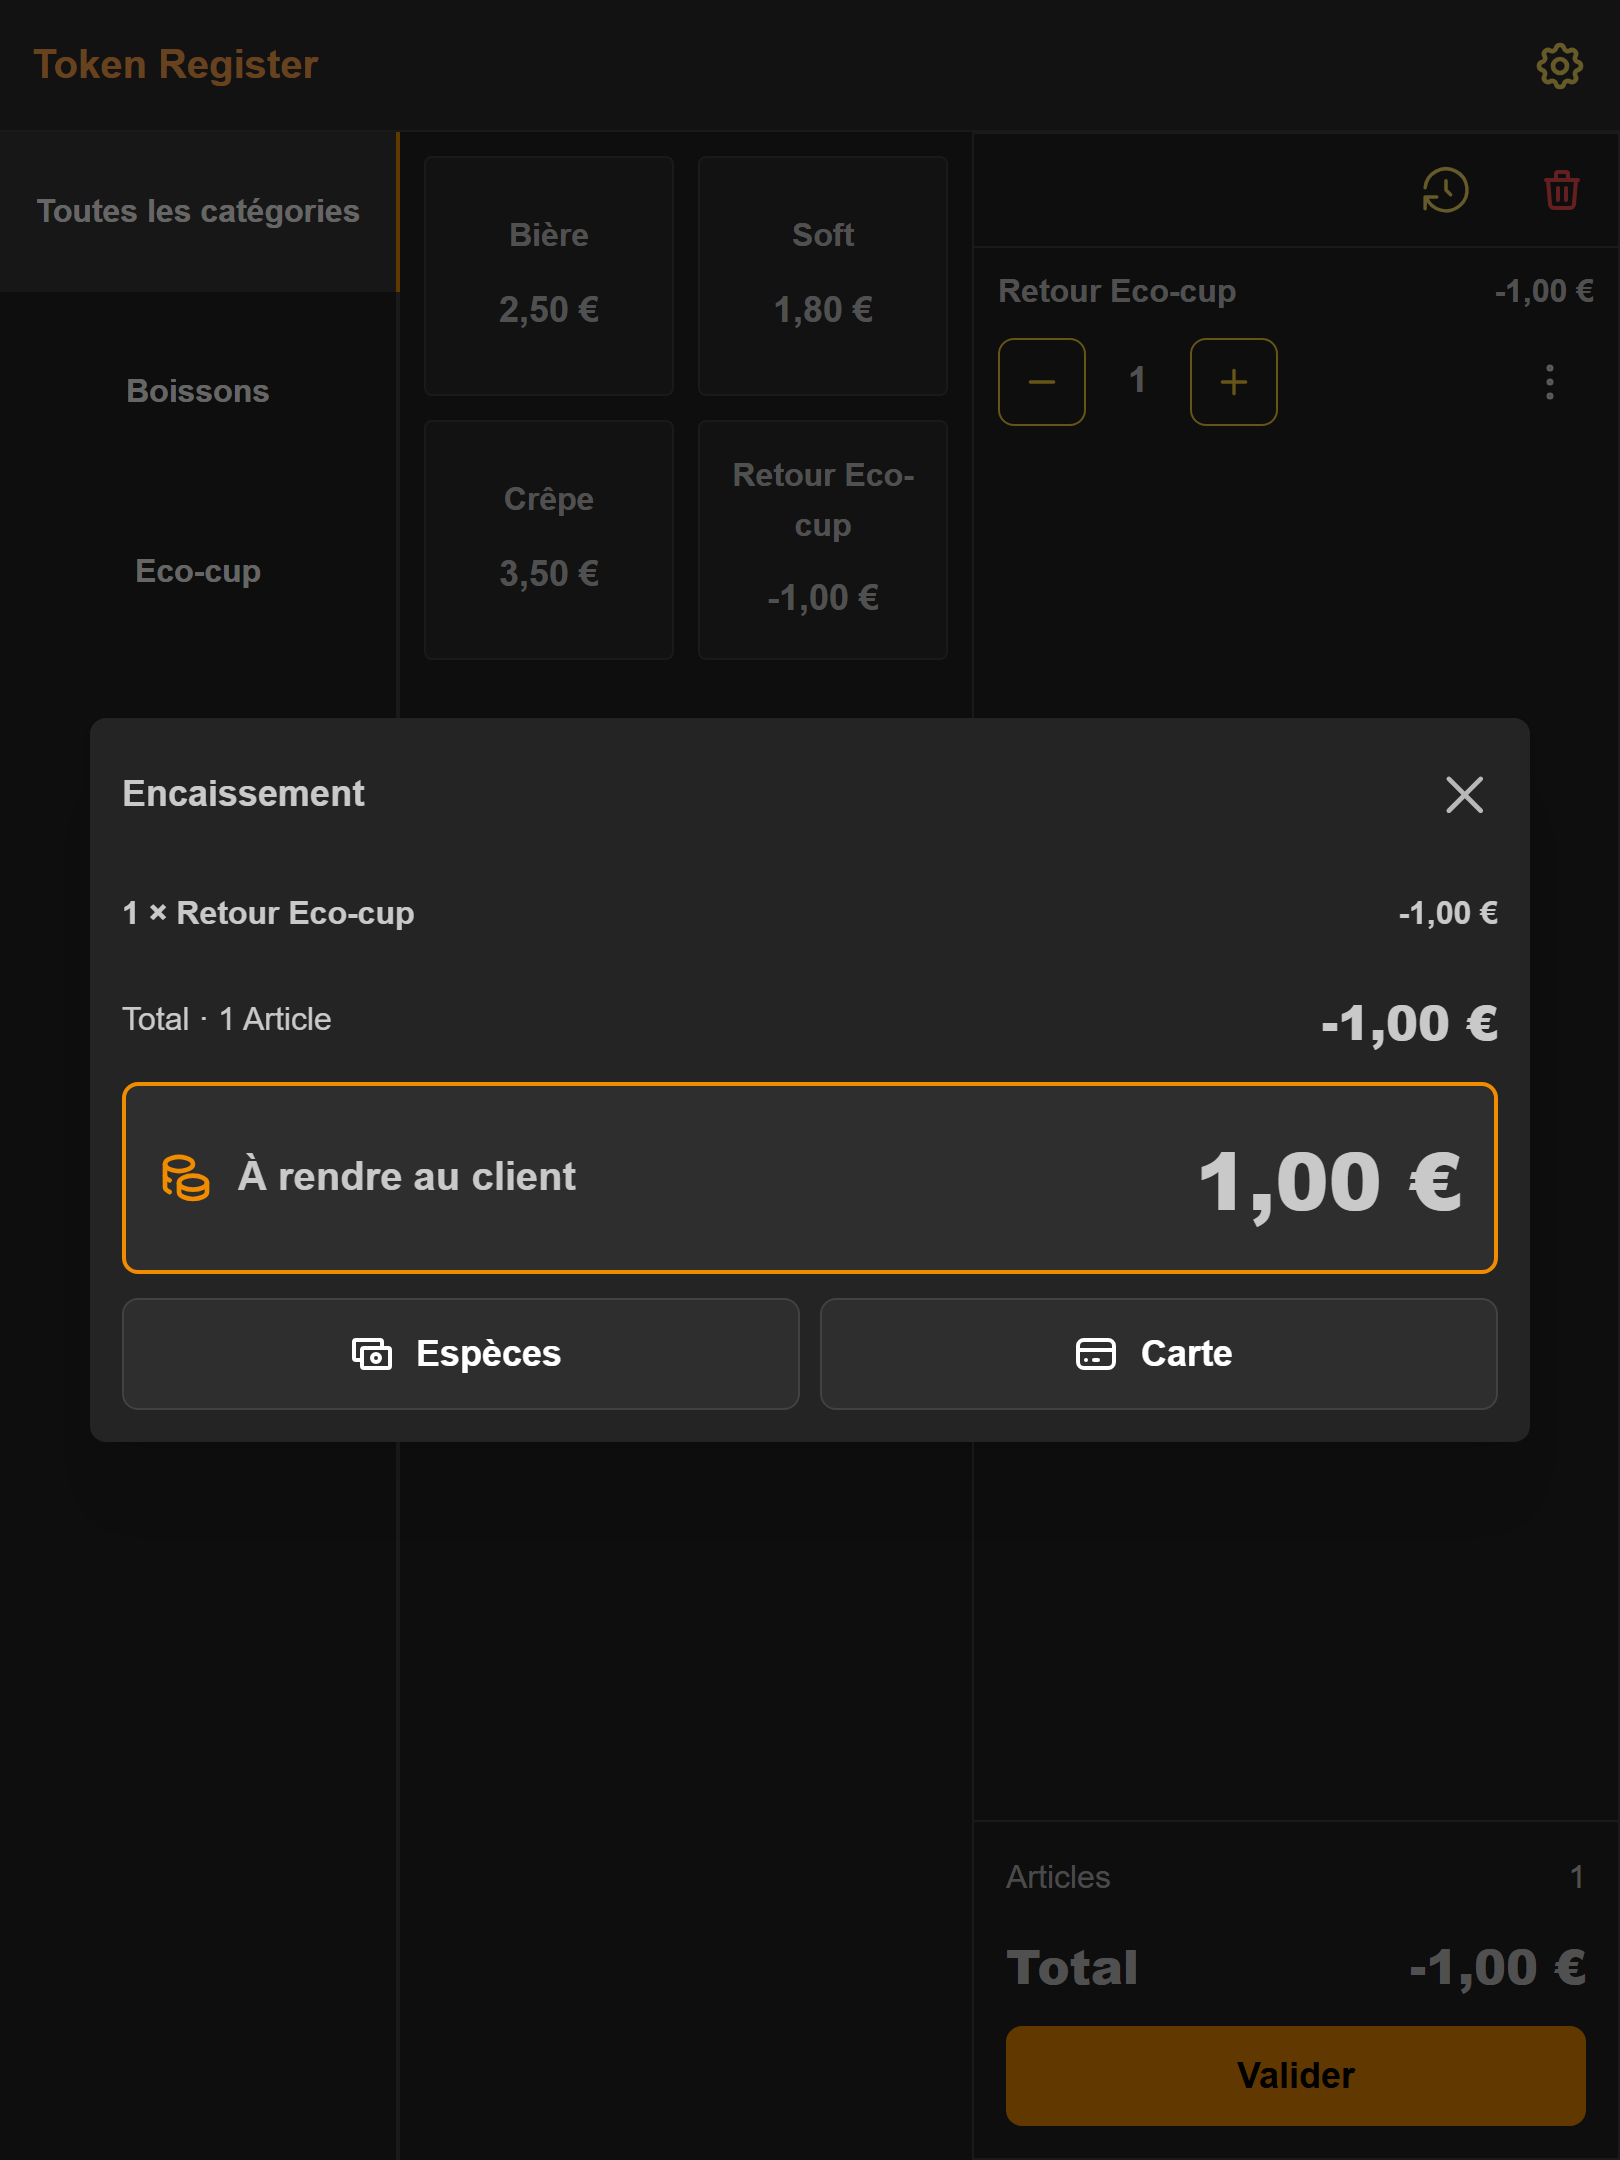 Token Register
Toutes les catégories
Boissons
Eco-cup
Bière
2,50 €
Soft
1,80 €
Crêpe
3,50 €
Retour Eco-
cup
-1,00 €
Retour Eco-cup -1,00 €
1
Encaissement
1 × Retour Eco-cup -1,00 €
Total · 1 Article -1,00 €
À rendre au client 1,00 €
Espèces
Carte
Articles 1
Total -1,00 €
Valider